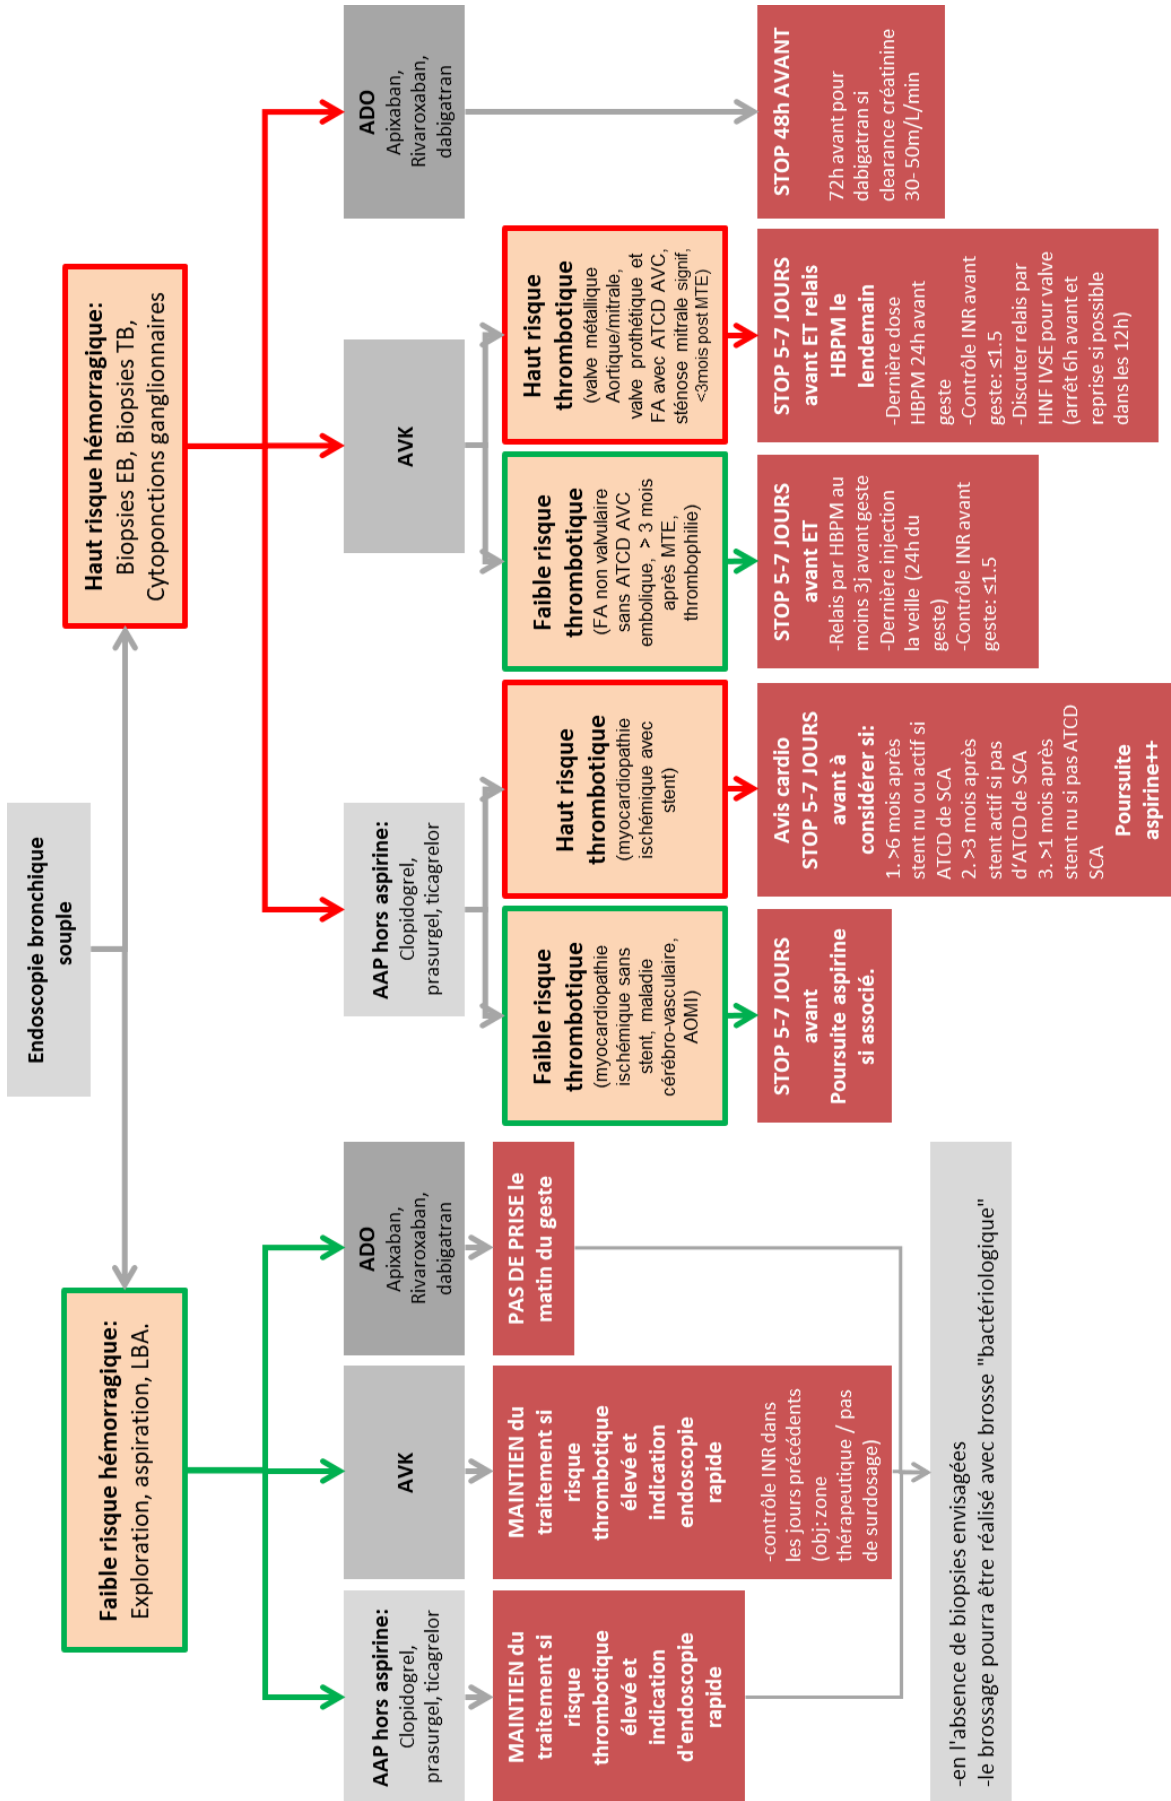 Endoscopie bronchique
souple
Faible risque hémorragique:
Exploration, aspiration, LBA.
Haut risque hémorragique:
Biopsies EB, Biopsies TB,
Cytoponctions ganglionnaires
AAP hors aspirine:
Clopidogrel,
prasurgel, ticagrelor
AVK
ADO
Apixaban,
Rivaroxaban,
dabigatran
AAP hors aspirine:
Clopidogrel,
prasurgel, ticagrelor
AVK
ADO
Apixaban,
Rivaroxaban,
dabigatran
MAINTIEN du
traitement si
risque
thrombotique
élevé et
indication
d'endoscopie
rapide
MAINTIEN du
traitement si
risque
thrombotique
élevé et
indication
endoscopie
rapide
-contrôle INR dans
les jours précédents
(obj: zone
thérapeutique / pas
de surdosage)
PAS DE PRISE le
matin du geste
Faible risque
thrombotique
(myocardiopathie
ischémique sans
stent, maladie
cérébro-vasculaire,
AOMI)
Haut risque
thrombotique
(myocardiopathie
ischémique avec
stent)
Faible risque
thrombotique
(FA non valvulaire
sans ATCD AVC
embolique, > 3 mois
après MTE,
thrombophilie)
Haut risque
thrombotique
(valve métallique
Aortique/mitrale,
valve prothétique et
FA avec ATCD AVC,
sténose mitrale signif,
<3mois post MTE)
STOP 5-7 JOURS
avant
Poursuite aspirine
si associé.
Avis cardio
STOP 5-7 JOURS
avant à
considérer si:
1. >6 mois après
stent nu ou actif si
ATCD de SCA
2. >3 mois après
stent actif si pas
d'ATCD de SCA
3. >1 mois après
stent nu si pas ATCD
SCA
Poursuite
aspirine++
STOP 5-7 JOURS
avant ET
-Relais par HBPM au
moins 3j avant geste
-Dernière injection
la veille (24h du
geste)
-Contrôle INR avant
geste: ≤1.5
STOP 5-7 JOURS
avant ET relais
HBPM le
lendemain
-Dernière dose
HBPM 24h avant
geste
-Contrôle INR avant
geste: ≤1.5
-Discuter relais par
HNF IVSE pour valve
(arrêt 6h avant et
reprise si possible
dans les 12h)
STOP 48h AVANT
72h avant pour
dabigatran si
clearance créatinine
30- 50m/L/min
-en l'absence de biopsies envisagées
-le brossage pourra être réalisé avec brosse "bactériologique"